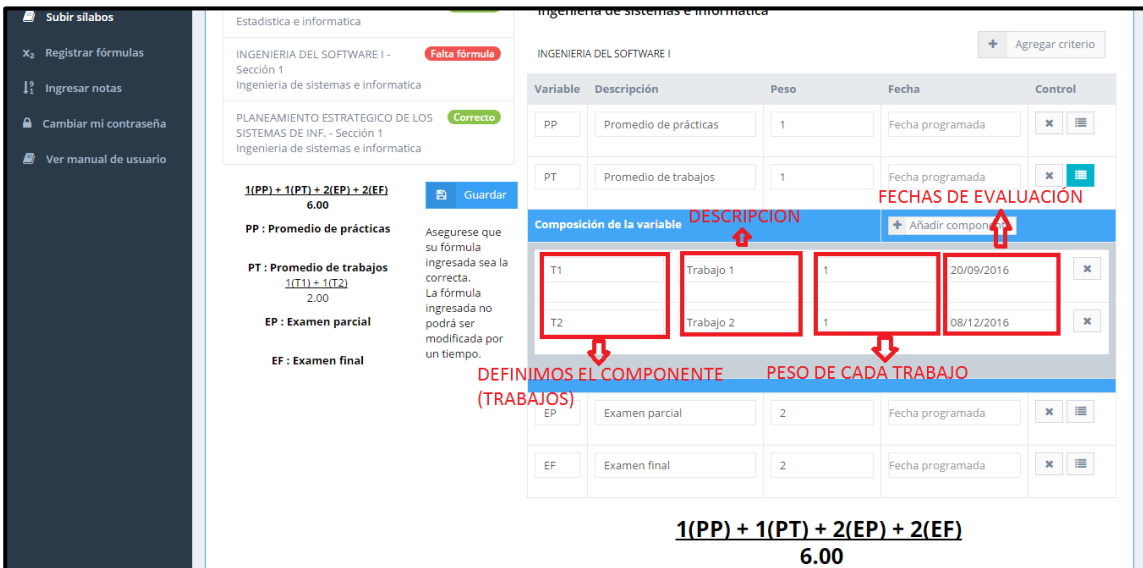 Subir sílabos
X₂ Registrar fórmulas
Ingresar notas
Cambiar mi contraseña
Ver manual de usuario
Estadistica e informatica
INGENIERIA DEL SOFTWARE I -
Sección 1
Falta fórmula
Ingenieria de sistemas e informatica
PLANEAMIENTO ESTRATEGICO DE LOS
SISTEMAS DE INF. - Sección 1
Correcto
Ingenieria de sistemas e informatica
1(PP) + 1(PT) + 2(EP) + 2(EF)
6.00
PP : Promedio de prácticas
PT : Promedio de trabajos
1(T1) + 1(T2)
2.00
EP : Examen parcial
EF : Examen final
Guardar
Asegurese que
su fórmula
ingresada sea la
correcta.
La fórmula
ingresada no
podrá ser
modificada por
un tiempo.
Ingenieria de sistemas e informatica
INGENIERIA DEL SOFTWARE I
+ Agregar criterio
Variable Descripción Peso Fecha Control
PP Promedio de prácticas 1 Fecha programada
PT Promedio de trabajos 1 Fecha programada
FECHAS DE EVALUACIÓN
DESCRIPCION
Composición de la variable
+ Añadir componente
T1 Trabajo 1 1 20/09/2016
T2 Trabajo 2 1 08/12/2016
DEFINIMOS EL COMPONENTE
(TRABAJOS)
PESO DE CADA TRABAJO
EP Examen parcial 2 Fecha programada
EF Examen final 2 Fecha programada
1(PP) + 1(PT) + 2(EP) + 2(EF)
6.00